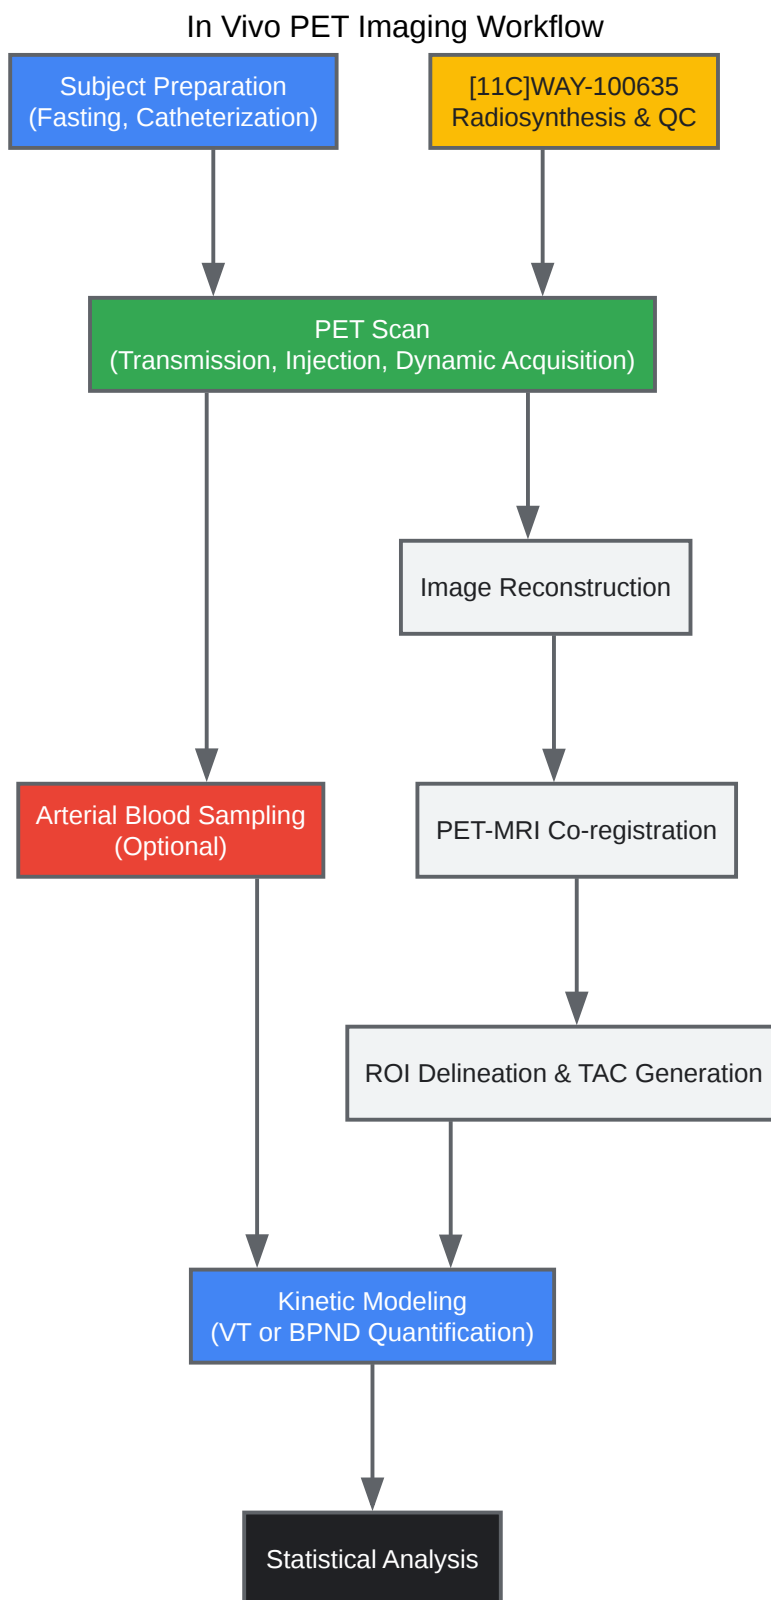 In Vivo PET Imaging Workflow
Subject Preparation
(Fasting, Catheterization)
[11C]WAY-100635
Radiosynthesis & QC
PET Scan
(Transmission, Injection, Dynamic Acquisition)
Image Reconstruction
Arterial Blood Sampling
(Optional)
PET-MRI Co-registration
ROI Delineation & TAC Generation
Kinetic Modeling
(VT or BPND Quantification)
Statistical Analysis